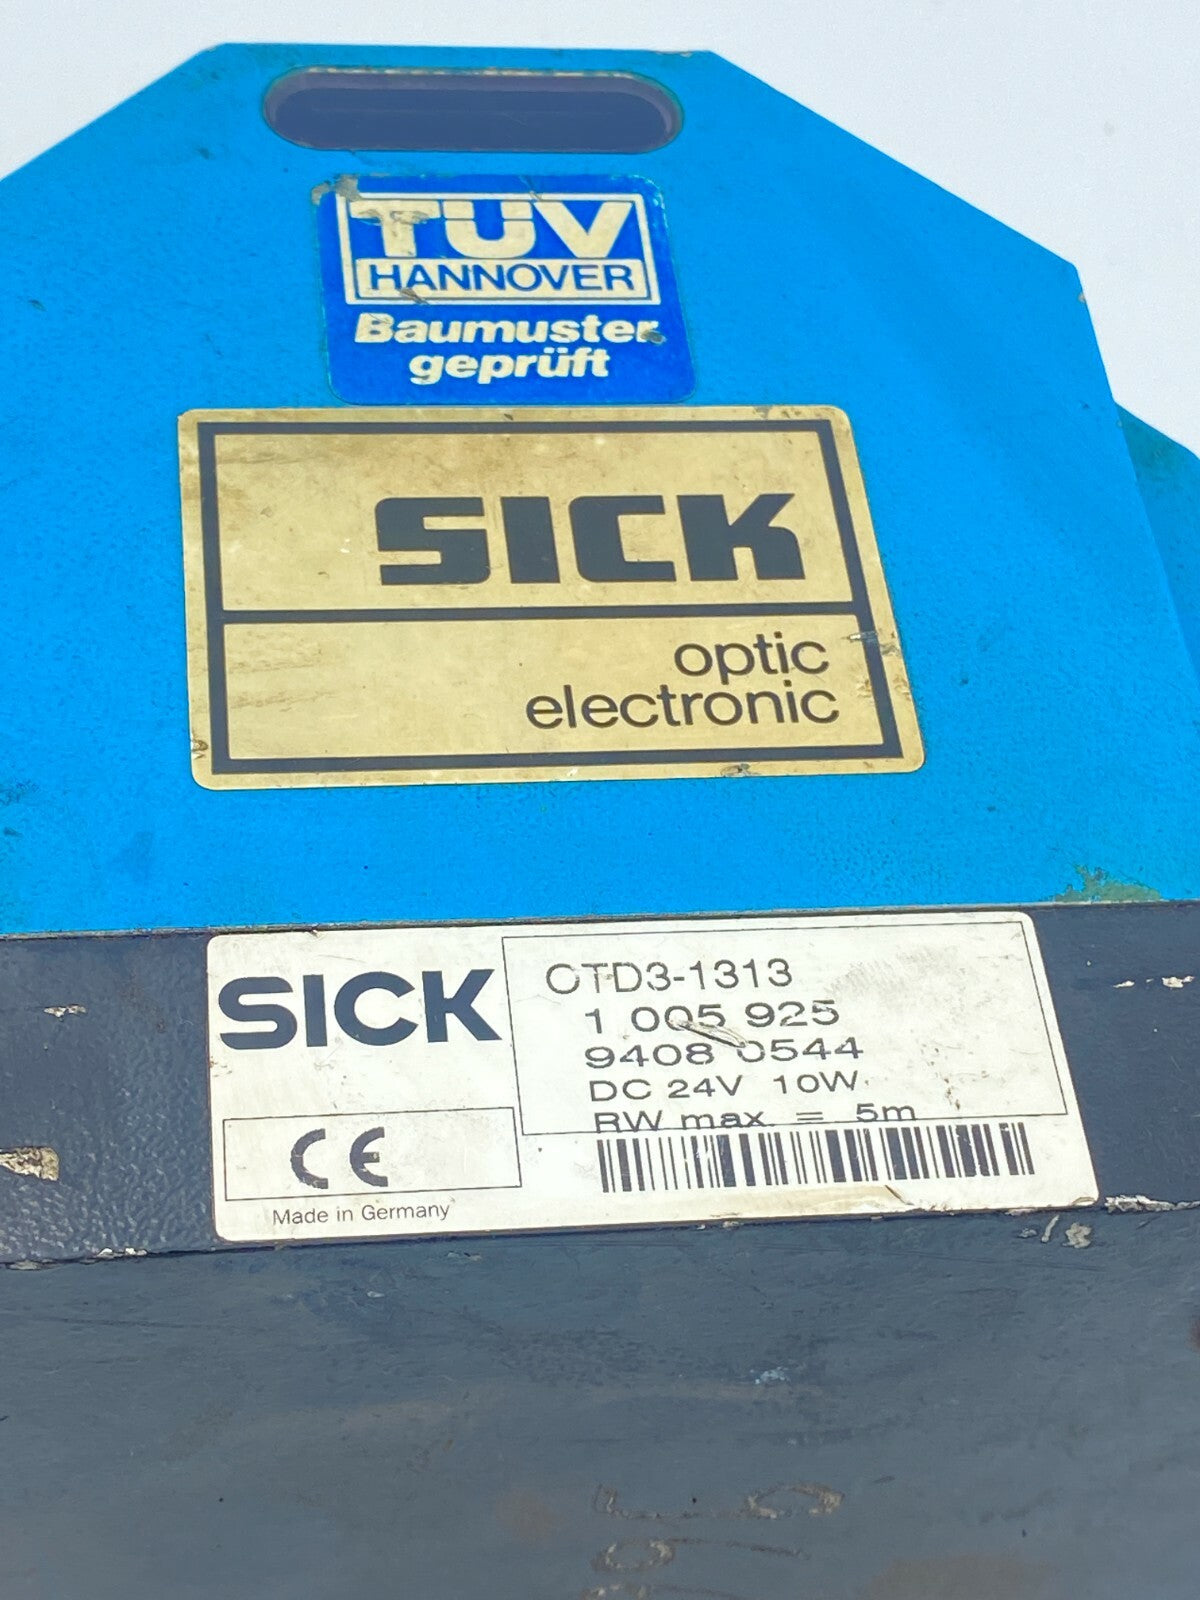 TÜV
HANNOVER
Baumuster
geprüft
SICK
optic
electronic
SICK
CTD3-1313
1 005 925
9408 0544
DC 24V 10W
RW max. = 5m
CE
Made in Germany